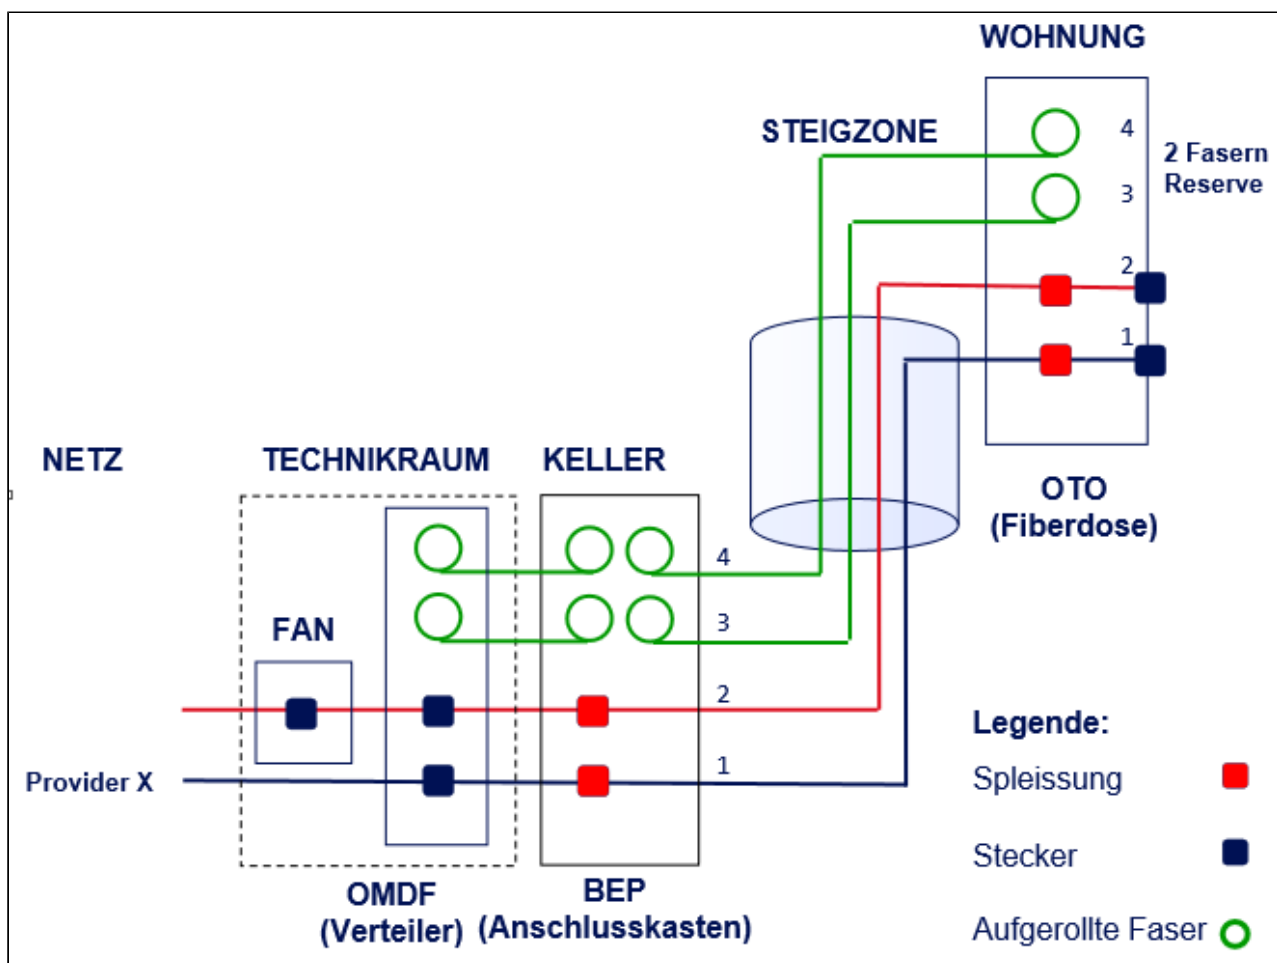 WOHNUNG
STEIGZONE
4
2 Fasern
Reserve
3
2
1
NETZ
TECHNIKRAUM
KELLER
OTO
(Fiberdose)
4
3
FAN
2
1
Provider X
OMDF
(Verteiler)
BEP
(Anschlusskasten)
Legende:
Spleissung
Stecker
Aufgerollte Faser